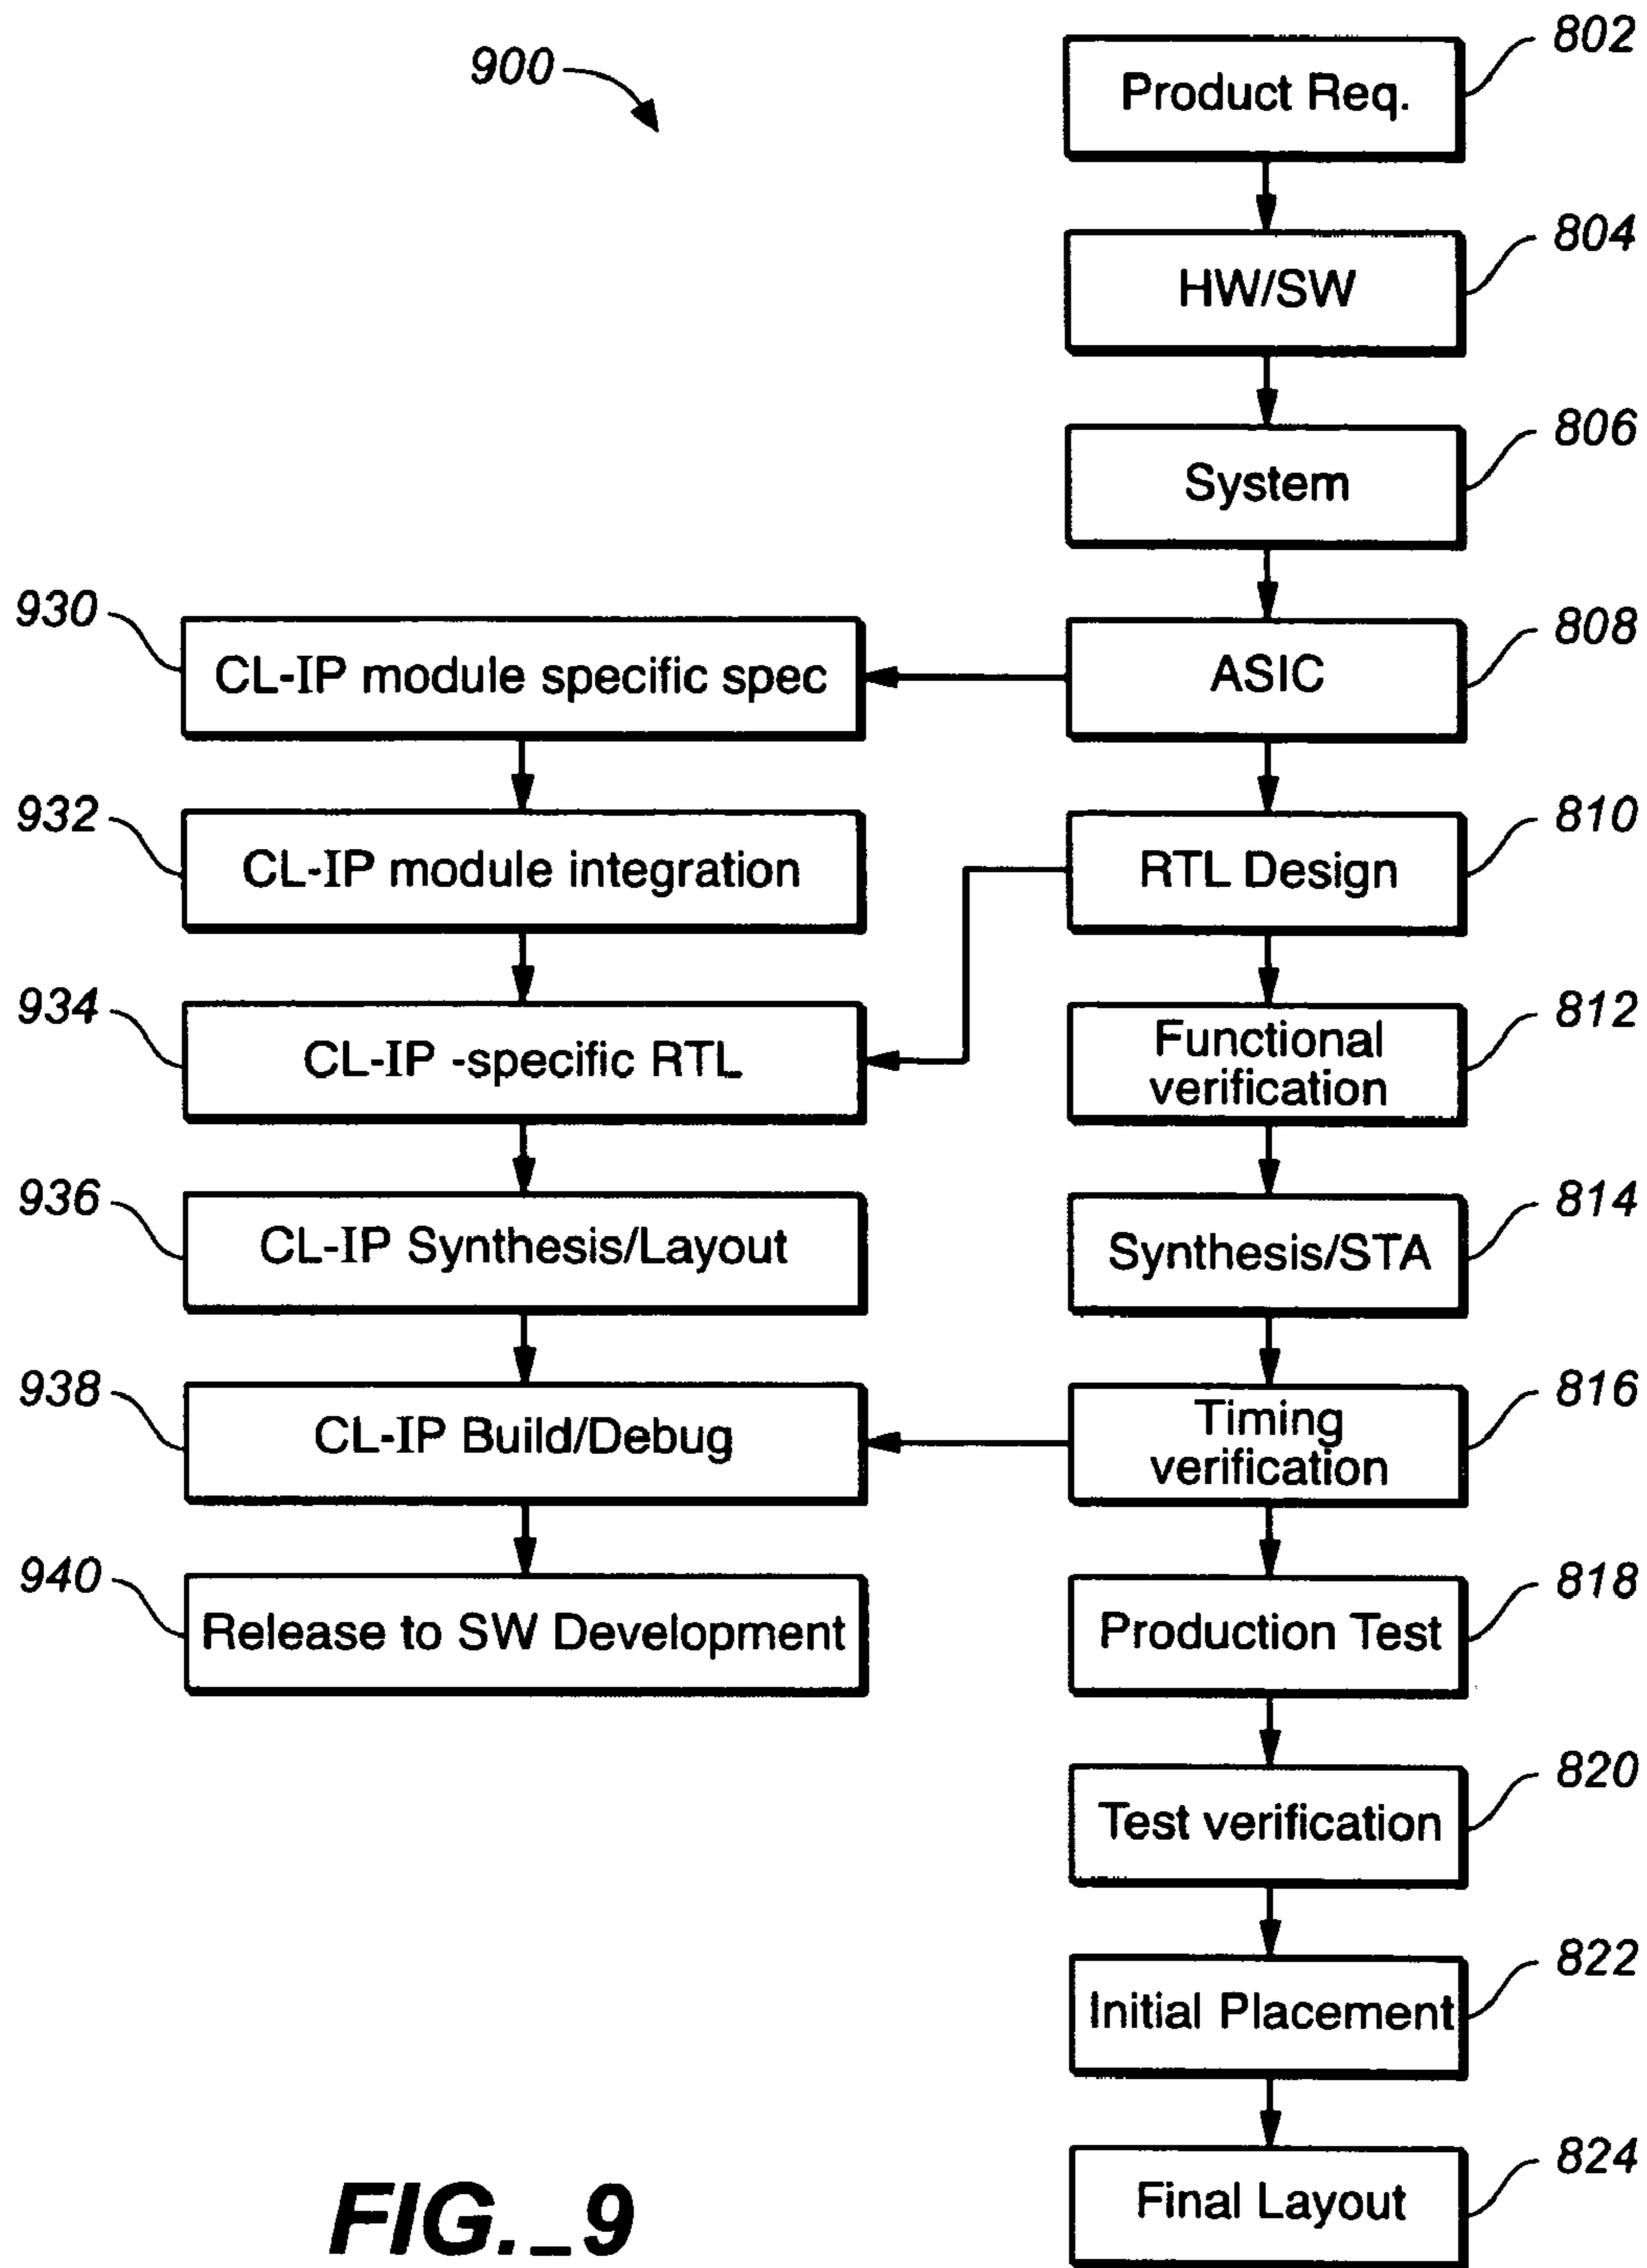 900
802
Product Req.
804
HW/SW
806
System
930
CL-IP module specific spec
808
ASIC
932
CL-IP module integration
810
RTL Design
934
CL-IP -specific RTL
812
Functional
verification
936
CL-IP Synthesis/Layout
814
Synthesis/STA
938
CL-IP Build/Debug
816
Timing
verification
940
Release to SW Development
818
Production Test
820
Test verification
822
Initial Placement
824
Final Layout
FIG._9